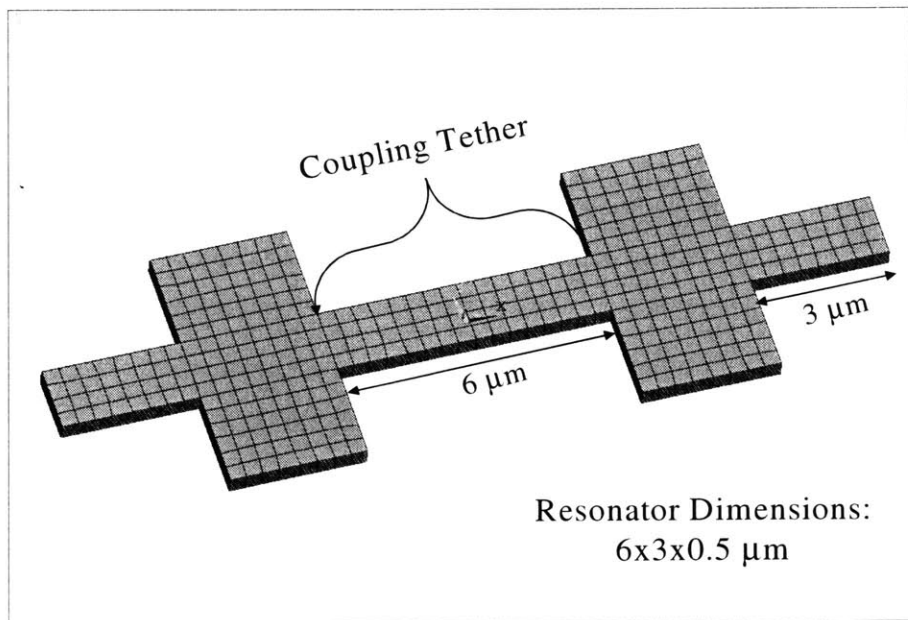 Coupling Tether
3 μm
6 μm
Resonator Dimensions:
6x3x0.5 μm